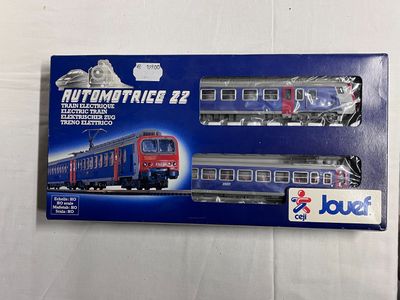 AUTOMOTRICE 22
TRAIN ELECTRIQUE
ELECTRIC TRAIN
ELEKTRISCHER ZUG
TRENO ELETTRICO
Echelle: HO
HO scale
Maßstab: HO
Scala: HO
ceji
Jouef